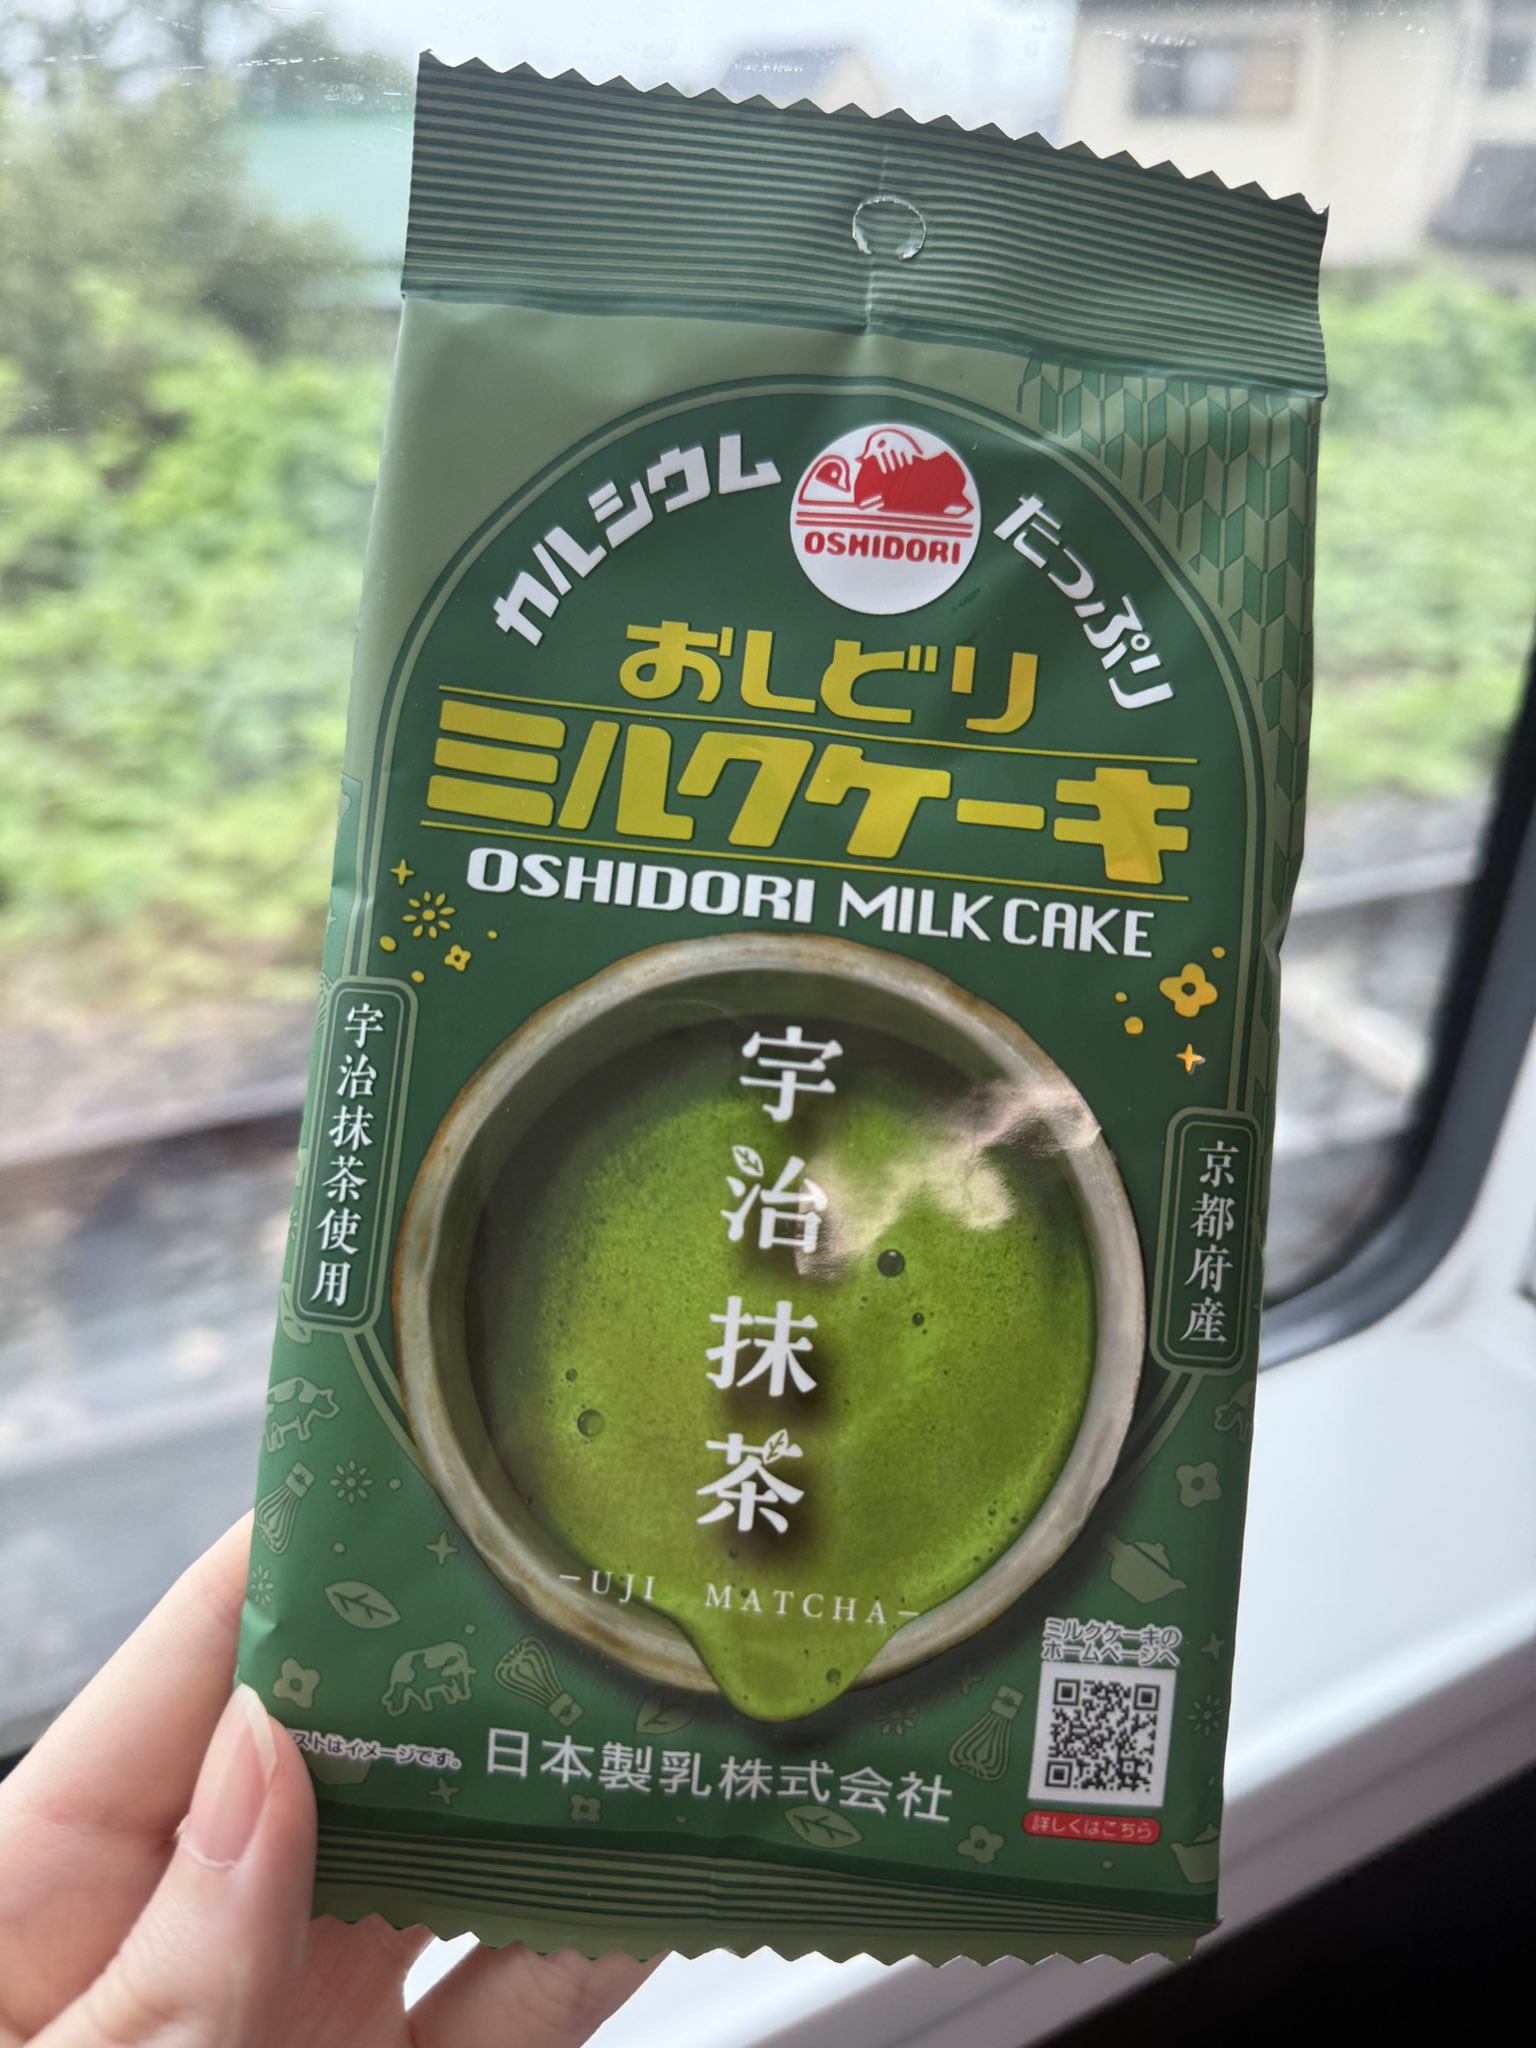 カルシウム
たっぷり
OSHIDORI
おしどり
ミルクケーキ
OSHIDORI MILK CAKE
宇治抹茶使用
宇治抹茶
京都府産
-UJI MATCHA-
ミルクケーキの
ホームページへ
ストはイメージです。
日本製乳株式会社
詳しくはこちら